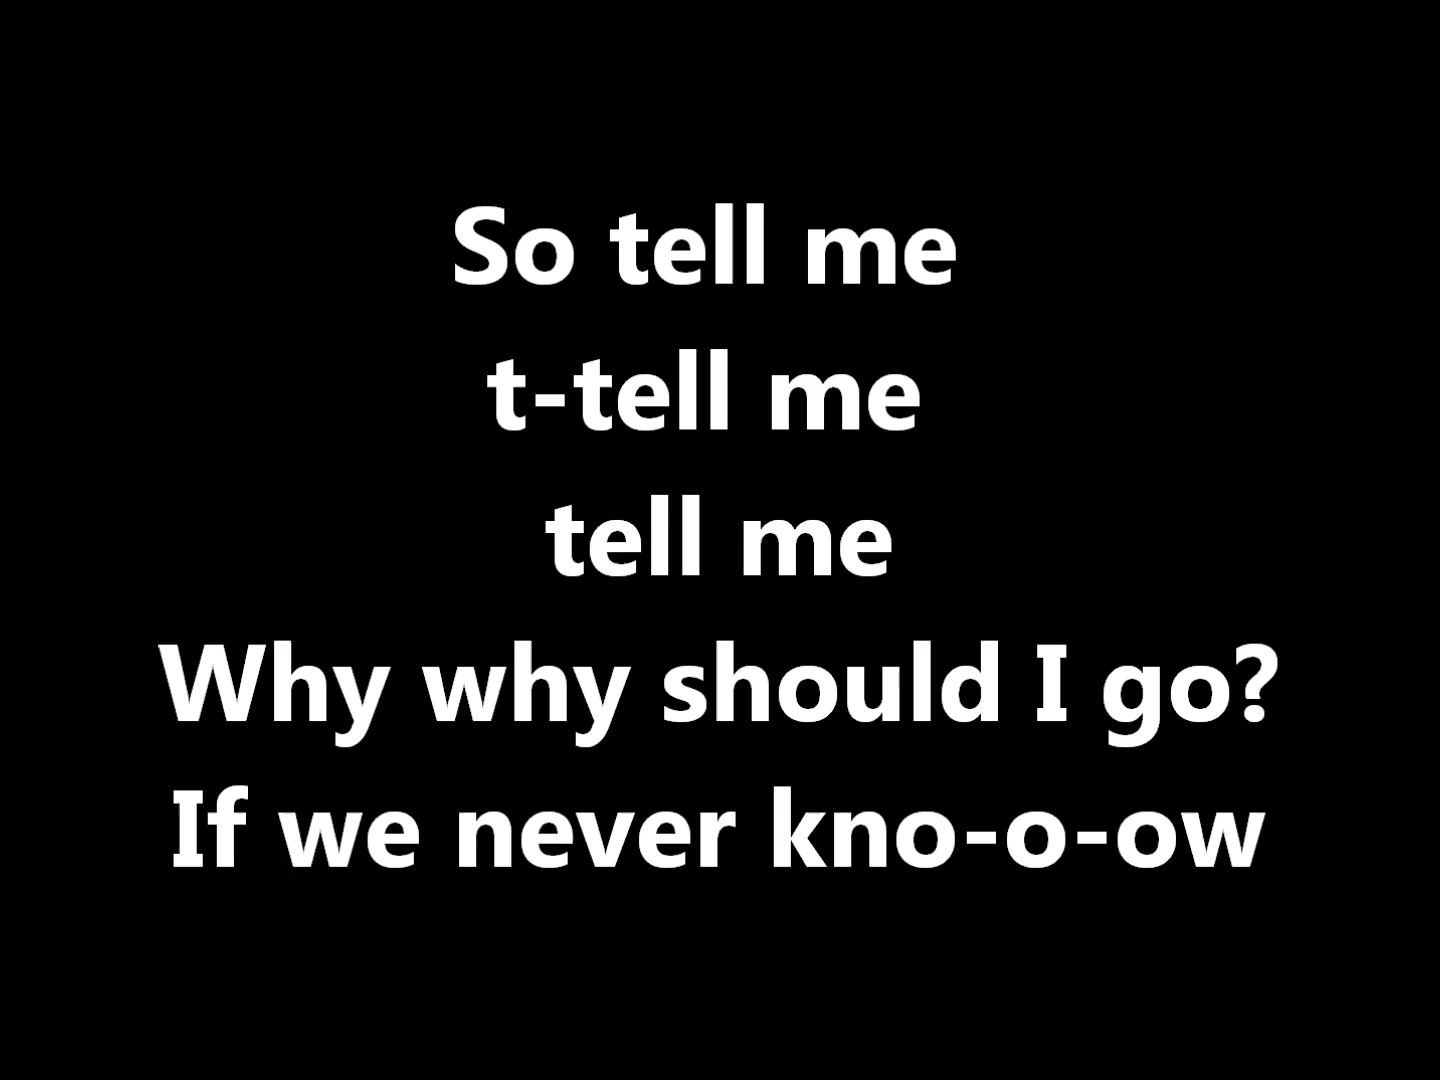 So tell me
t-tell me
tell me
Why why should I go?
If we never kno-o-ow